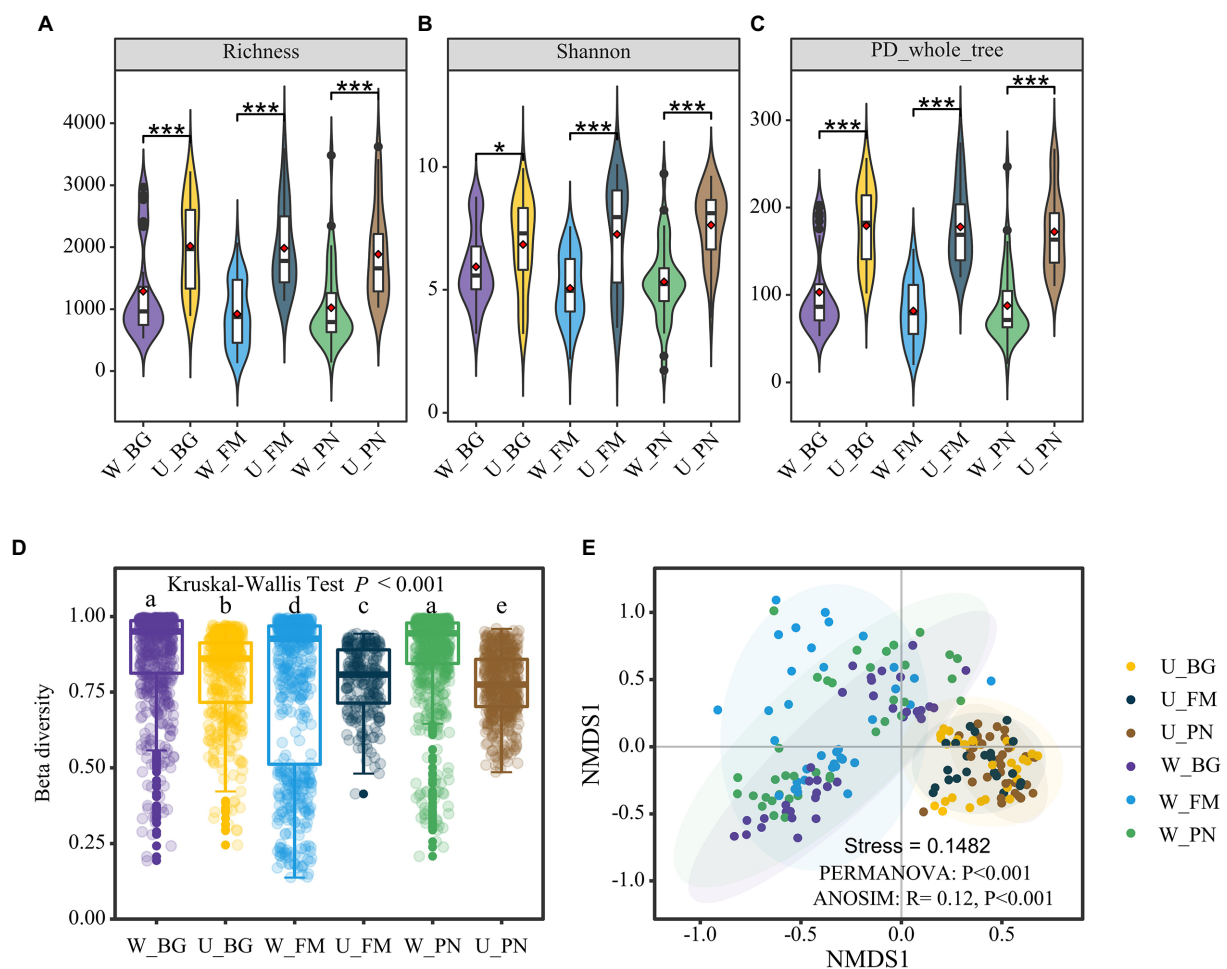 A
B
C
Richness
Shannon
PD_whole_tree
4000
3000
2000
1000
0
***
***
***
W_BG
U_BG
W_FM
U_FM
W_PN
U_PN
10
5
0
*
***
***
W_BG
U_BG
W_FM
U_FM
W_PN
U_PN
300
200
100
0
***
***
***
W_BG
U_BG
W_FM
U_FM
W_PN
U_PN
D
Beta diversity
1.00
0.75
0.50
0.25
0.00
Kruskal-Wallis Test P < 0.001
a b d c a e
W_BG U_BG W_FM U_FM W_PN U_PN
E
NMDS1
1.0
0.5
0.0
-0.5
-1.0
Stress = 0.1482
PERMANOVA: P<0.001
ANOSIM: R= 0.12, P<0.001
-1.0 -0.5 0.0 0.5
NMDS1
U_BG
U_FM
U_PN
W_BG
W_FM
W_PN